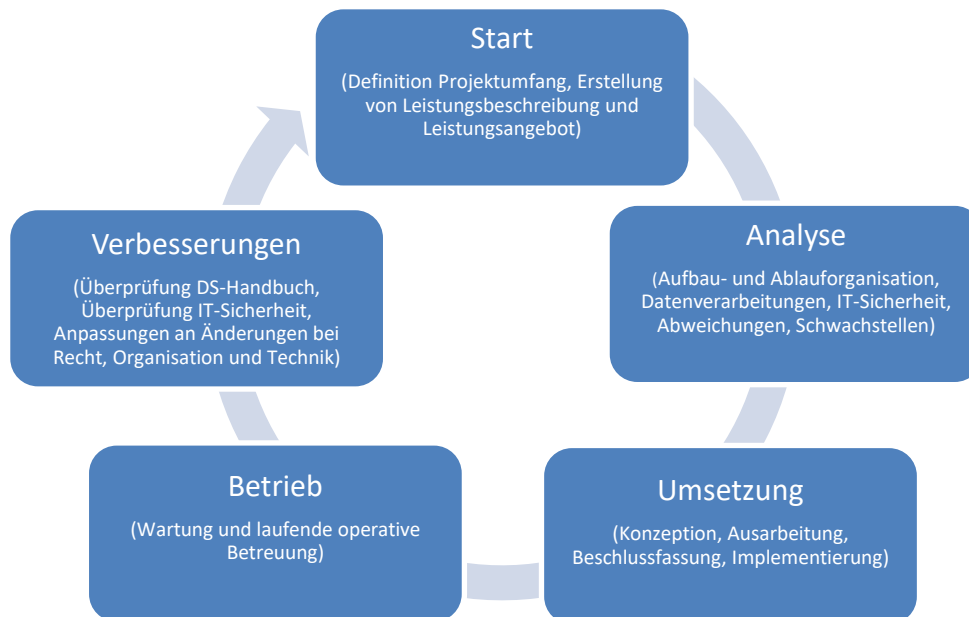 Start
(Definition Projektumfang, Erstellung
von Leistungsbeschreibung und
Leistungsangebot)
Analyse
(Aufbau- und Ablauforganisation,
Datenverarbeitungen, IT-Sicherheit,
Abweichungen, Schwachstellen)
Umsetzung
(Konzeption, Ausarbeitung,
Beschlussfassung, Implementierung)
Betrieb
(Wartung und laufende operative
Betreuung)
Verbesserungen
(Überprüfung DS-Handbuch,
Überprüfung IT-Sicherheit,
Anpassungen an Änderungen bei
Recht, Organisation und Technik)